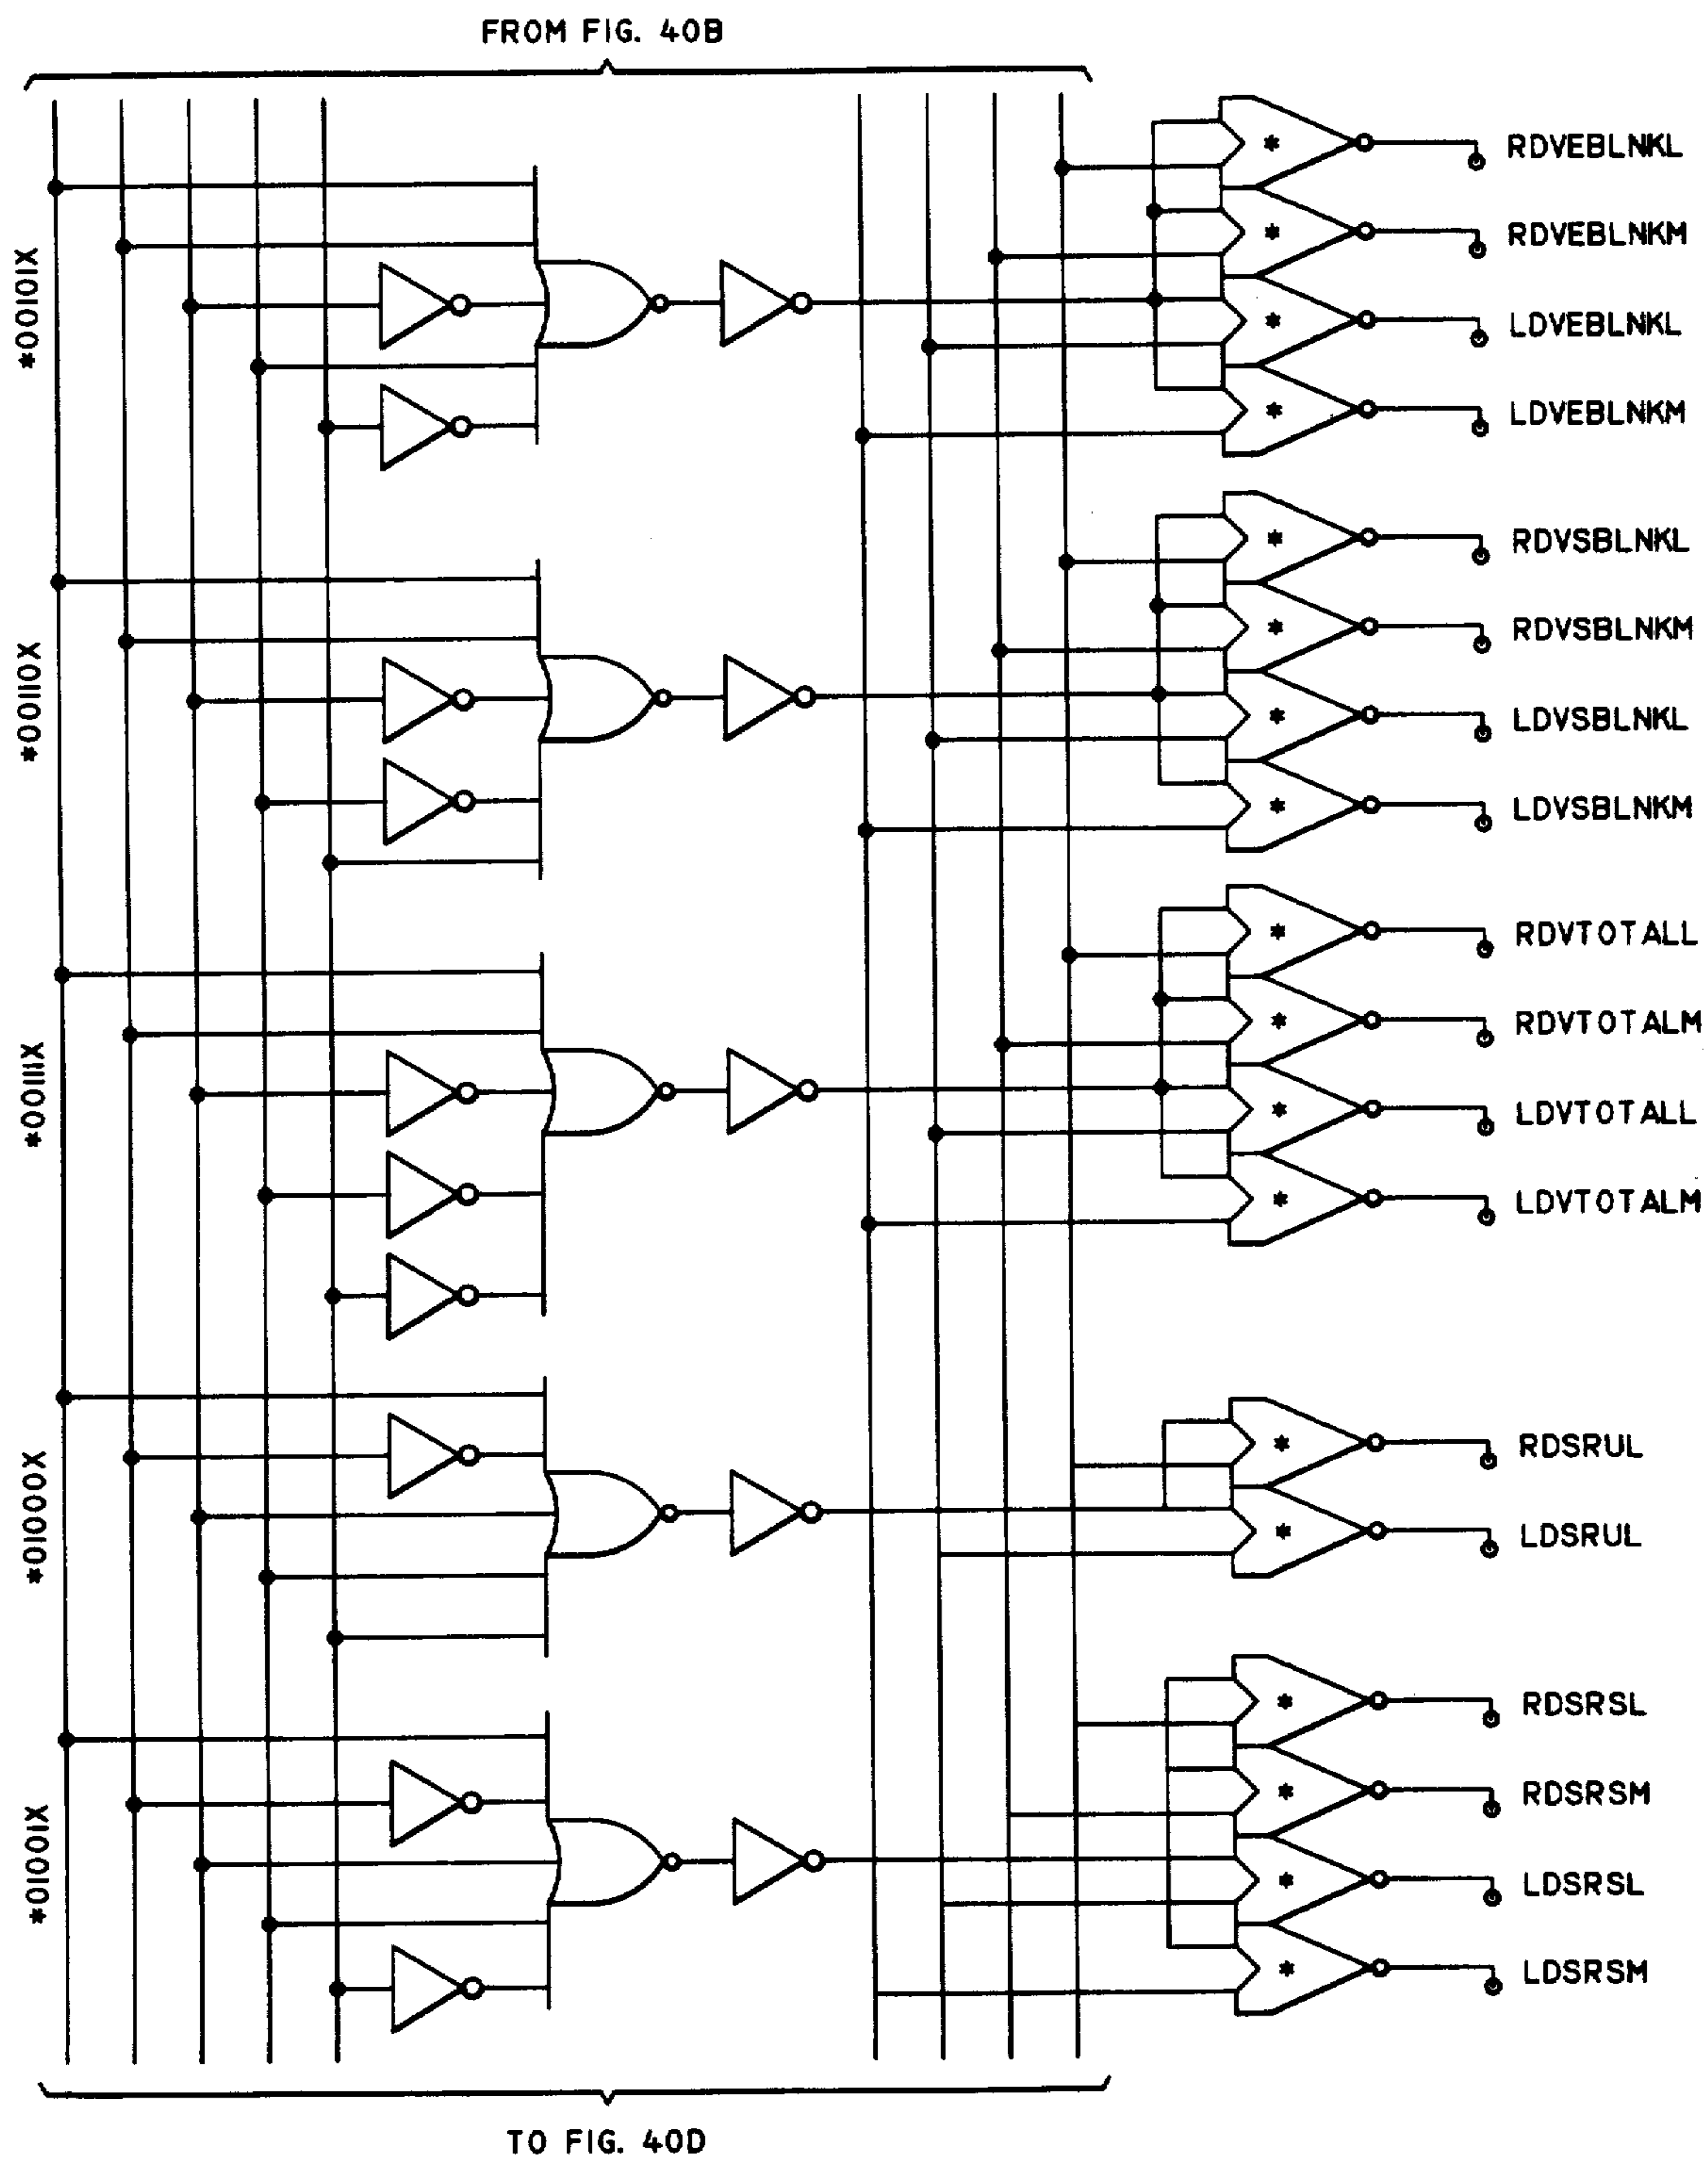 FROM FIG. 40B
*00101X
RDVEBLNKL
RDVEBLNKM
LDVEBLNKL
LDVEBLNKM
*00110X
RDVSBLNKL
RDVSBLNKM
LDVSBLNKL
LDVSBLNKM
*00111X
RDVTOTALL
RDVTOTALM
LDVTOTALL
LDVTOTALM
*01000X
RDSRUL
LDSRUL
*01001X
RDSRSL
RDSRSM
LDSRSL
LDSRSM
TO FIG. 40D